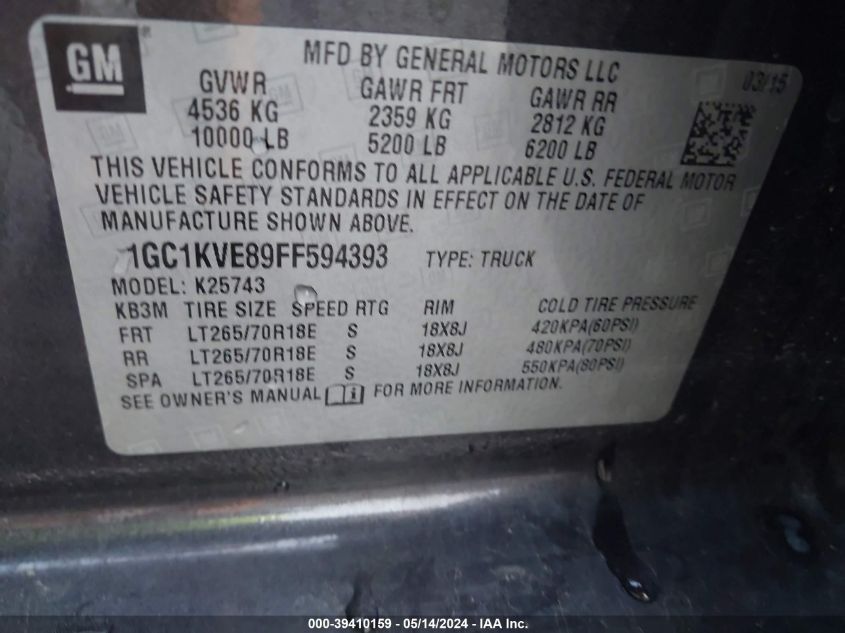 GM
MFD BY GENERAL MOTORS LLC
03/15
GVWR GAWR FRT GAWR RR
4536 KG 2359 KG 2812 KG
10000 LB 5200 LB 6200 LB
THIS VEHICLE CONFORMS TO ALL APPLICABLE U.S. FEDERAL MOTOR
VEHICLE SAFETY STANDARDS IN EFFECT ON THE DATE OF
MANUFACTURE SHOWN ABOVE.
1GC1KVE89FF594393 TYPE: TRUCK
MODEL: K25743
KB3M TIRE SIZE SPEED RTG RIM COLD TIRE PRESSURE
FRT LT265/70R18E S 18X8J 420KPA(60PSI)
RR LT265/70R18E S 18X8J 480KPA(70PSI)
SPA LT265/70R18E S 18X8J 550KPA(80PSI)
SEE OWNER'S MANUAL FOR MORE INFORMATION.
000-39410159 - 05/14/2024 - IAA Inc.